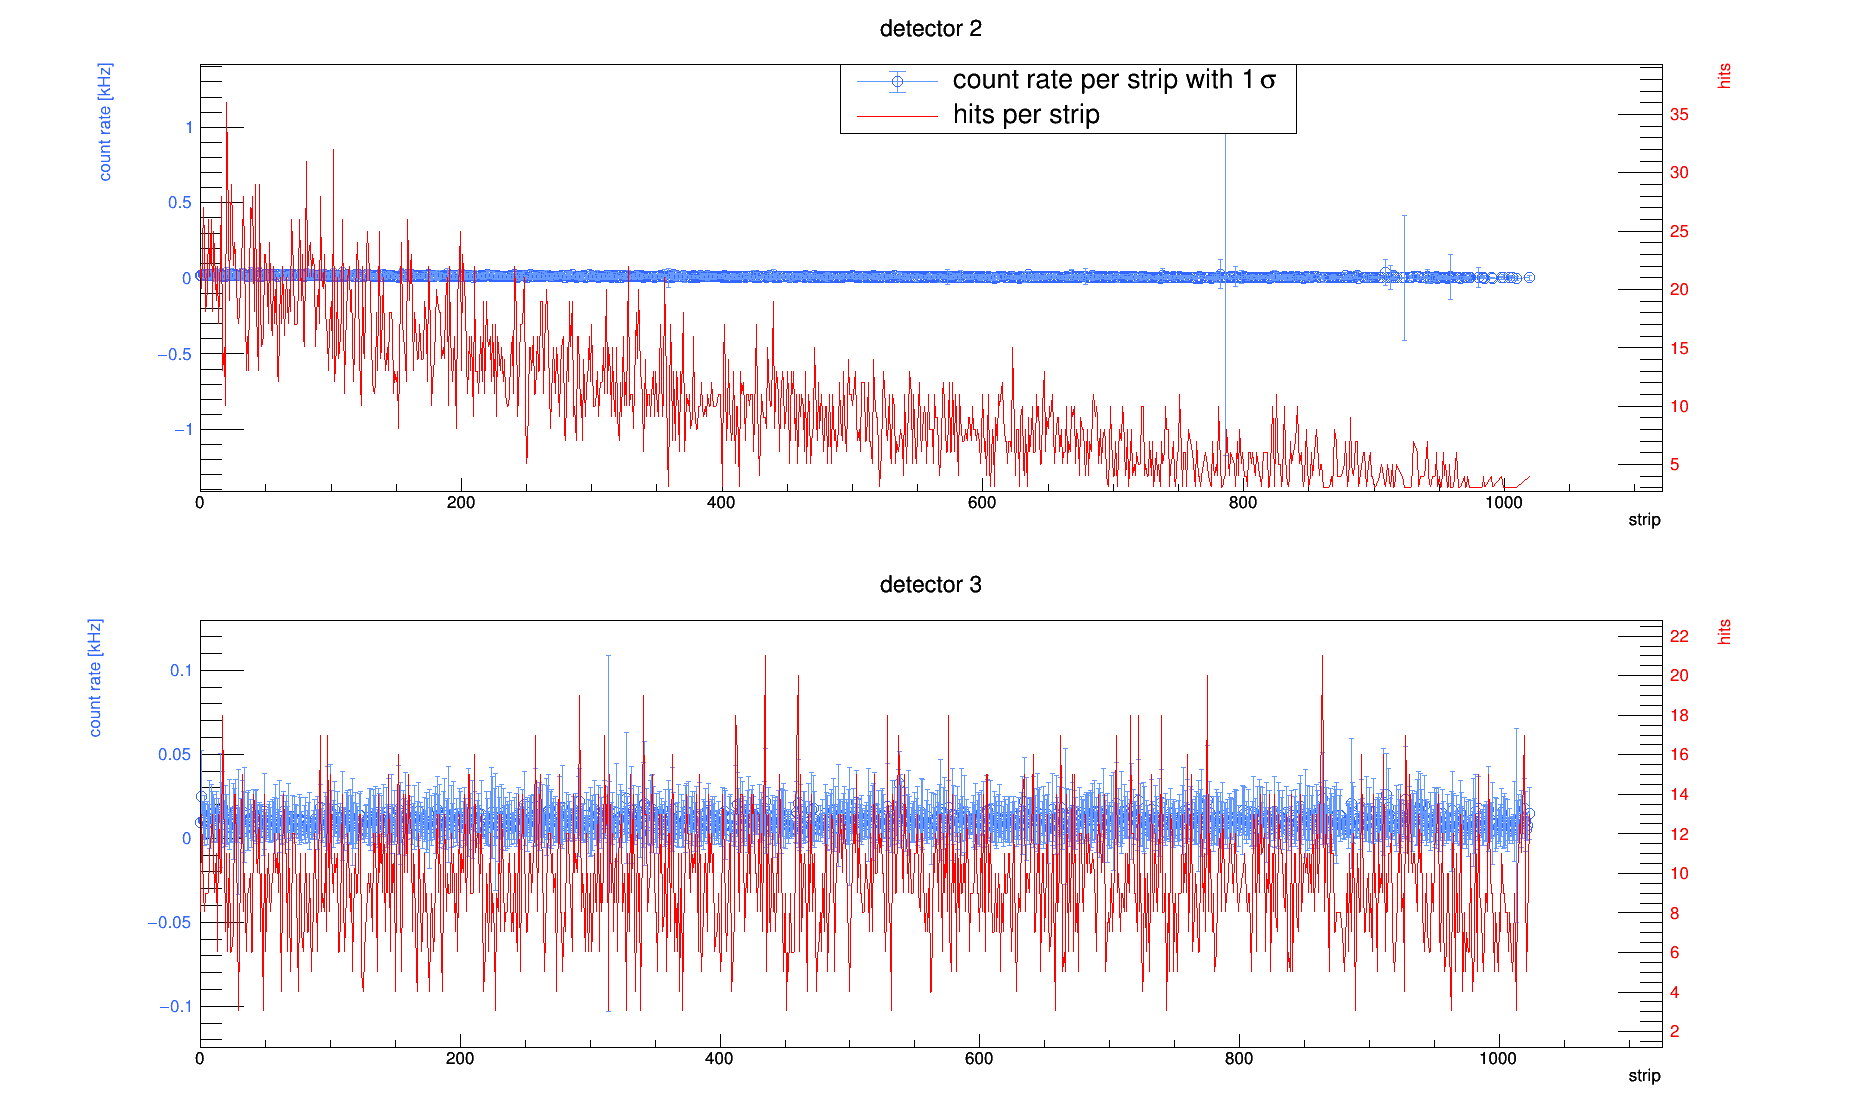 detector 2
count rate [kHz]
hits
count rate per strip with 1 σ
hits per strip
1
0.5
0
−0.5
−1
35
30
25
20
15
10
5
0 200 400 600 800 1000
strip
detector 3
count rate [kHz]
hits
0.1
0.05
0
−0.05
−0.1
22
20
18
16
14
12
10
8
6
4
2
0 200 400 600 800 1000
strip